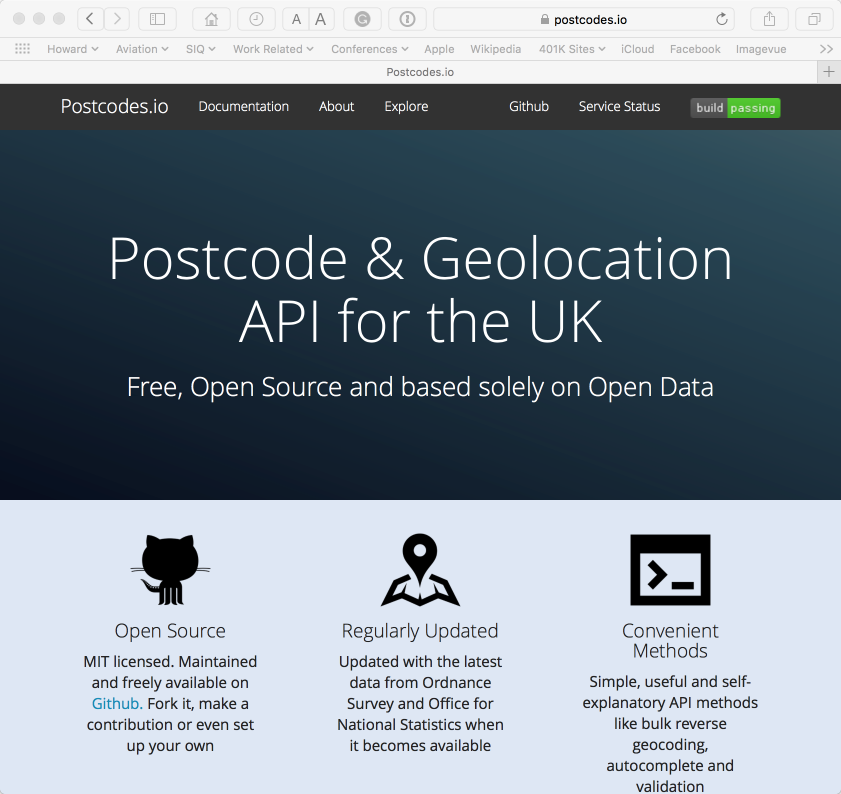 A A postcodes.io
Howard Aviation SIQ Work Related Conferences Apple Wikipedia 401K Sites iCloud Facebook Imagevue >>
Postcodes.io
Postcodes.io Documentation About Explore Github Service Status build passing
Postcode & Geolocation
API for the UK
Free, Open Source and based solely on Open Data
Open Source
MIT licensed. Maintained
and freely available on
Github. Fork it, make a
contribution or even set
up your own
Regularly Updated
Updated with the latest
data from Ordnance
Survey and Office for
National Statistics when
it becomes available
Convenient
Methods
Simple, useful and self-
explanatory API methods
like bulk reverse
geocoding,
autocomplete and
validation